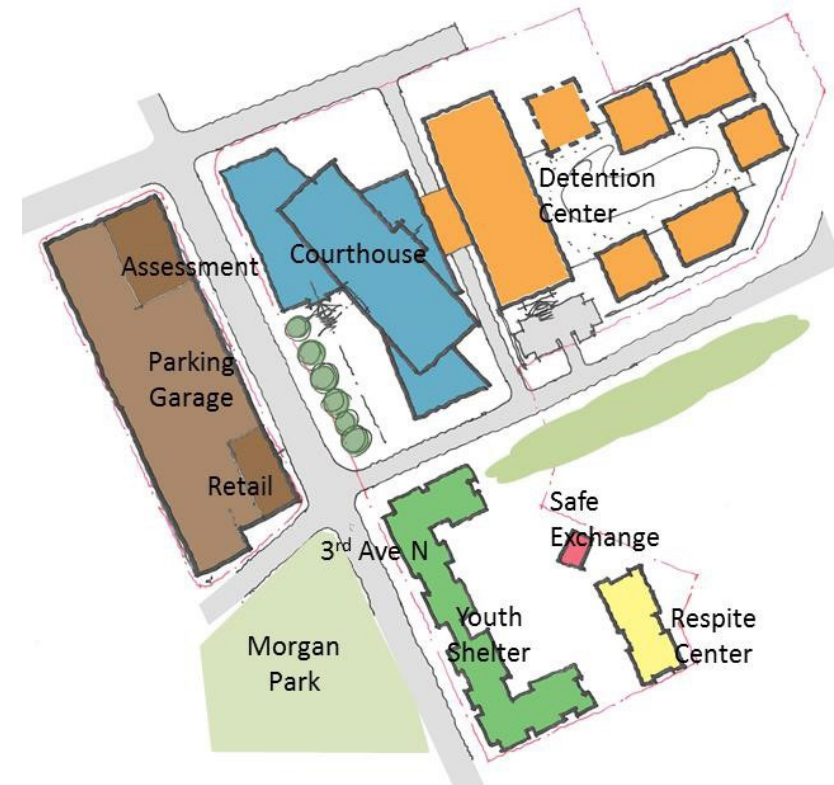 Detention
Center
Courthouse
Assessment
Parking
Garage
Retail
3rd Ave N
Safe
Exchange
Youth
Shelter
Respite
Center
Morgan
Park